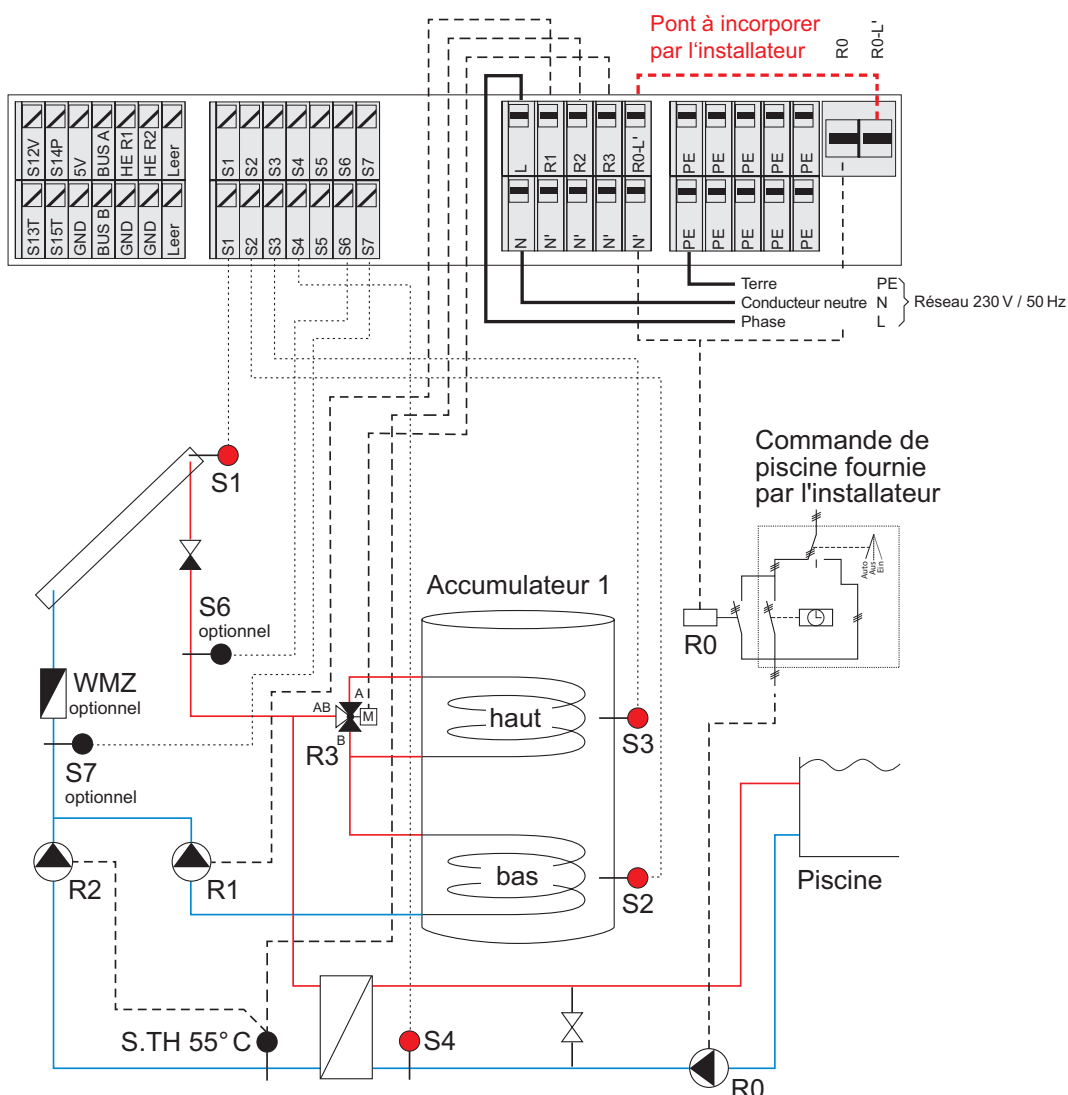 Pont à incorporer
par l'installateur
R0
R0-L'
S12V
S14P
5V
BUS A
HE R1
HE R2
Leer
S1
S2
S3
S4
S5
S6
S7
L
R1
R2
R3
R0-L'
PE
PE
PE
PE
PE
S13T
S15T
GND
BUS B
GND
GND
Leer
S1
S2
S3
S4
S5
S6
S7
N
N'
N'
N'
N'
PE
PE
PE
PE
PE
Terre PE
Conducteur neutre N
Phase L
Réseau 230 V / 50 Hz
Commande de
piscine fournie
par l'installateur
Auto
Aus
Ein
R0
S1
S6
optionnel
WMZ
optionnel
S7
optionnel
Accumulateur 1
A
AB
M
B
R3
haut
S3
bas
S2
R2
R1
Piscine
S.TH 55° C
S4
R0